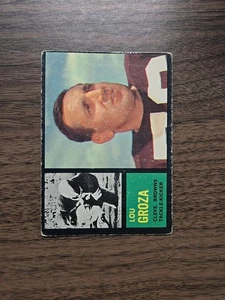 LOU
GROZA
CLEVE. BROWNS
TACKLE-KICKER